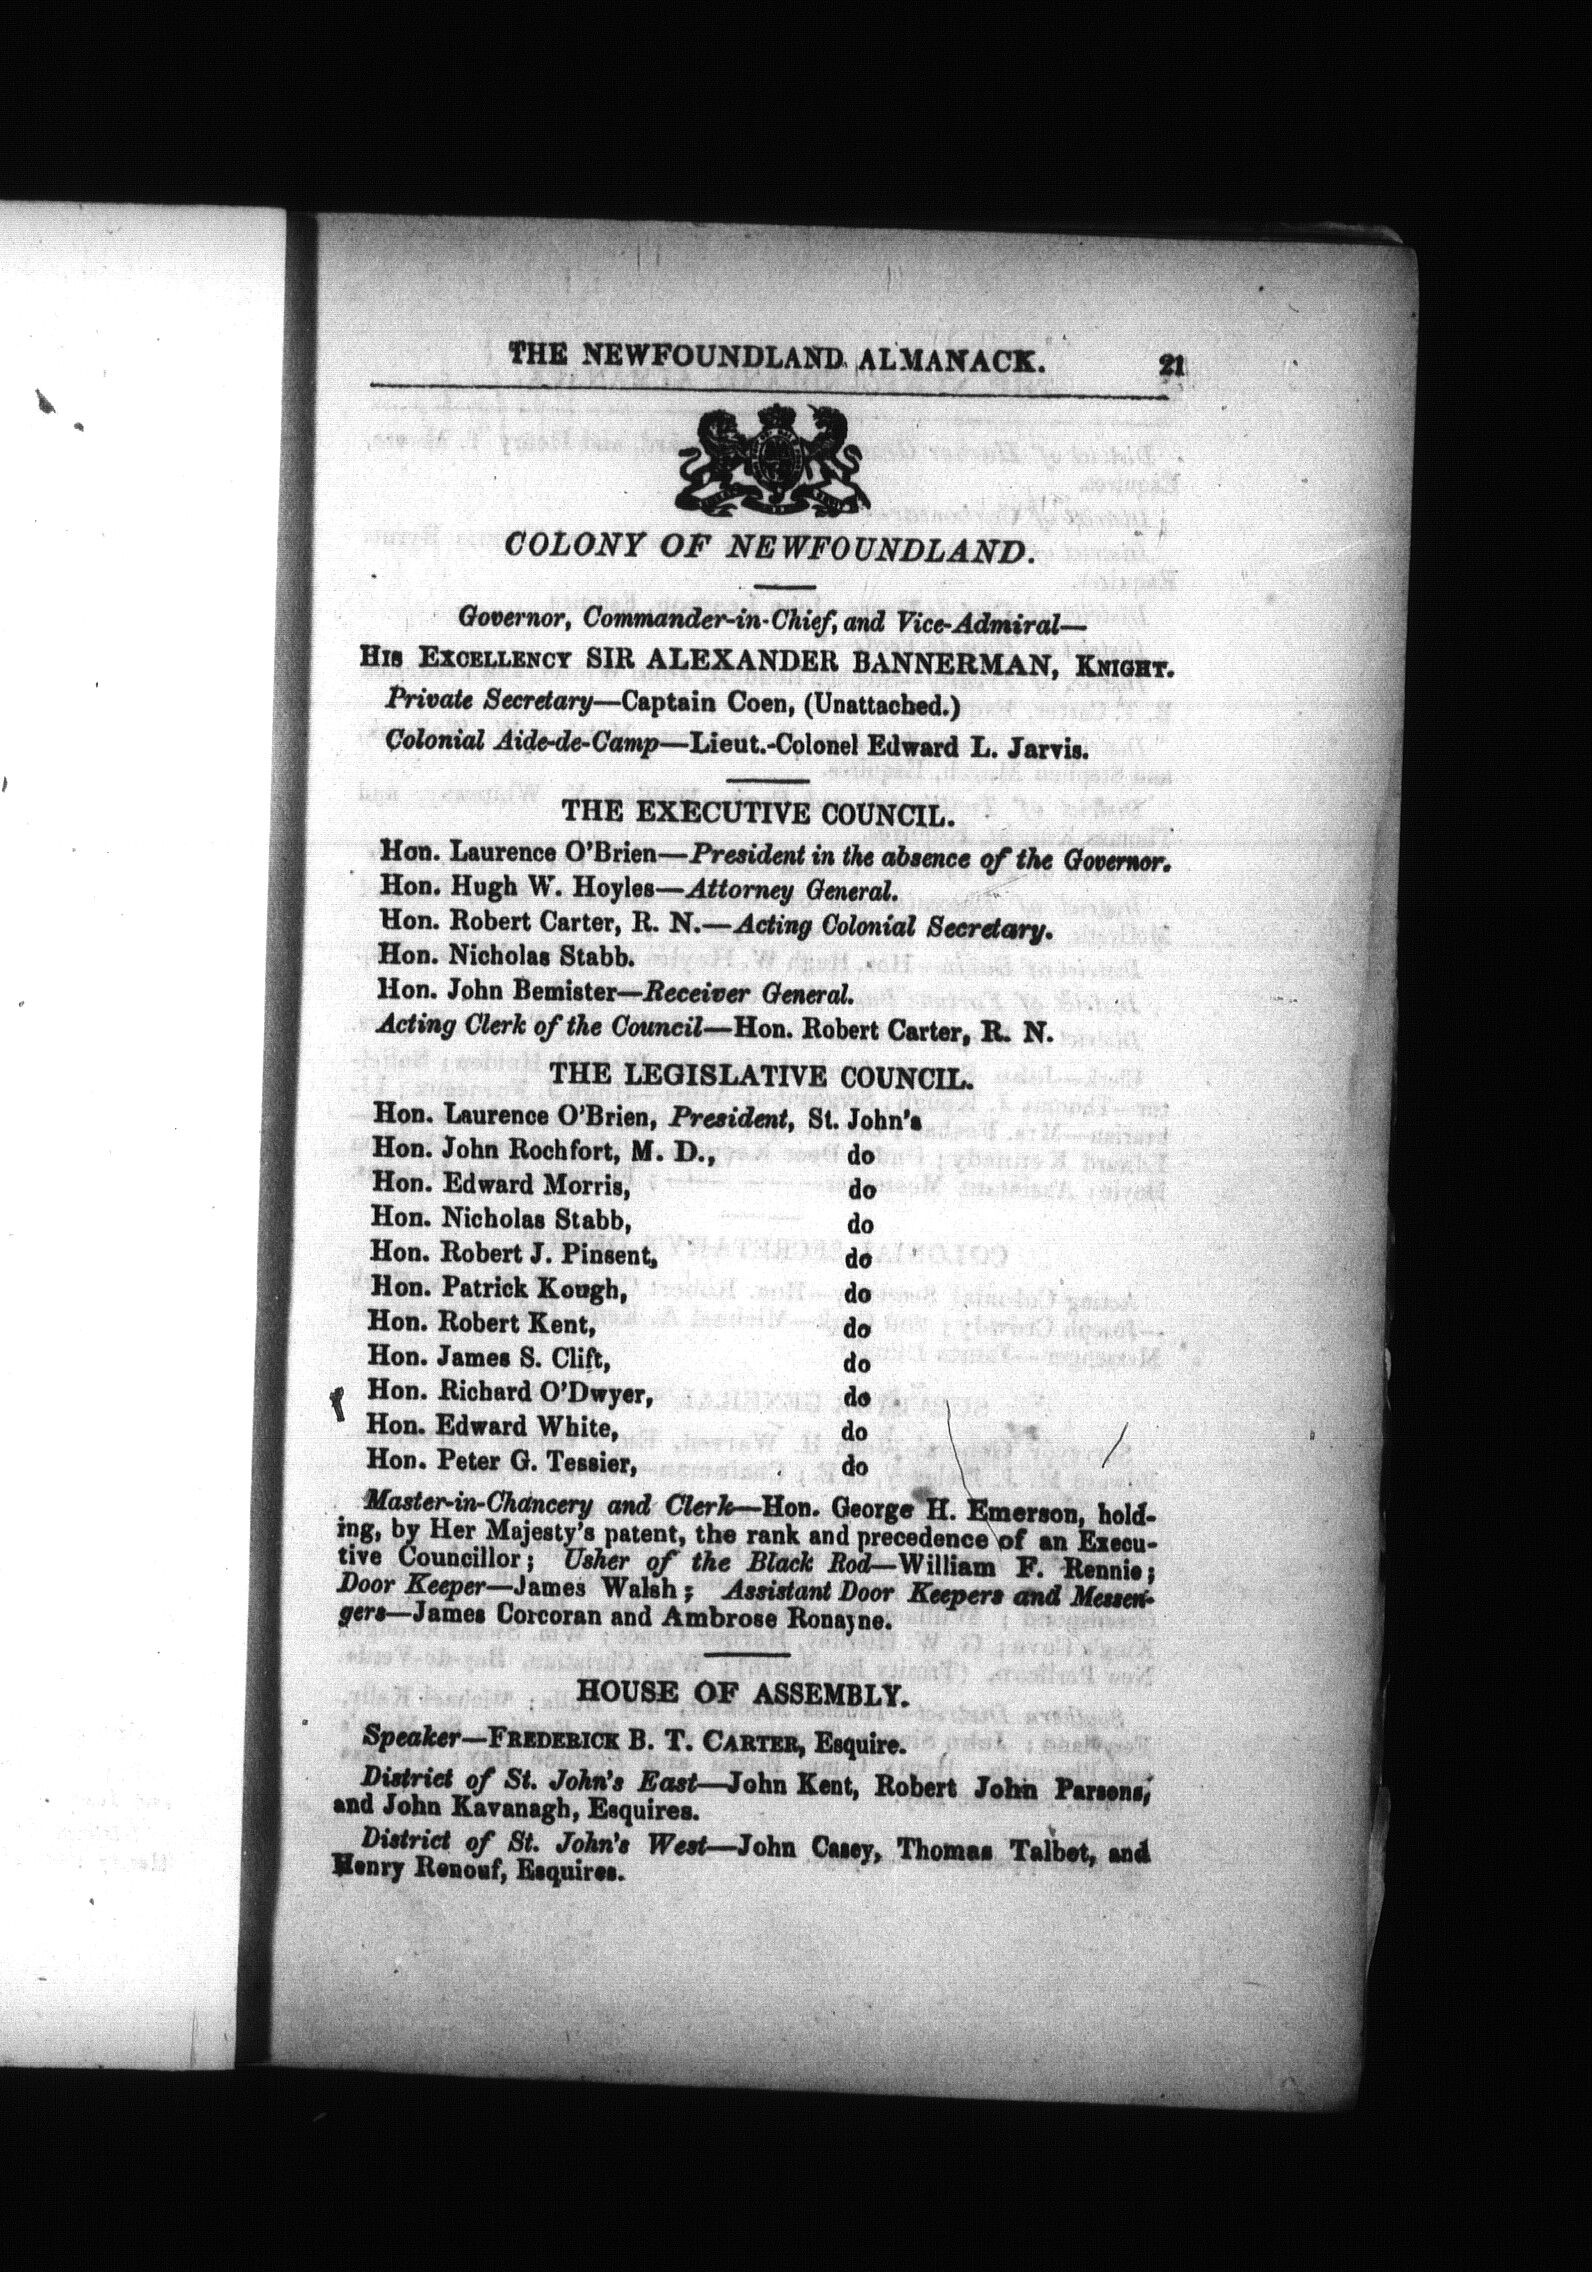 THE NEWFOUNDLAND ALMANACK. 21
COLONY OF NEWFOUNDLAND.
Governor, Commander-in-Chief, and Vice-Admiral—
HIS EXCELLENCY SIR ALEXANDER BANNERMAN, KNIGHT.
Private Secretary—Captain Coen, (Unattached.)
Colonial Aide-de-Camp—Lieut.-Colonel Edward L. Jarvis.
THE EXECUTIVE COUNCIL.
Hon. Laurence O'Brien—President in the absence of the Governor.
Hon. Hugh W. Hoyles—Attorney General.
Hon. Robert Carter, R. N.—Acting Colonial Secretary.
Hon. Nicholas Stabb.
Hon. John Bemister—Receiver General.
Acting Clerk of the Council—Hon. Robert Carter, R. N.
THE LEGISLATIVE COUNCIL.
Hon. Laurence O'Brien, President, St. John's
Hon. John Rochfort, M. D., do
Hon. Edward Morris, do
Hon. Nicholas Stabb, do
Hon. Robert J. Pinsent, do
Hon. Patrick Kough, do
Hon. Robert Kent, do
Hon. James S. Clift, do
Hon. Richard O'Dwyer, do
Hon. Edward White, do
Hon. Peter G. Tessier, do
Master-in-Chancery and Clerk—Hon. George H. Emerson, hold-
ing, by Her Majesty's patent, the rank and precedence of an Execu-
tive Councillor; Usher of the Black Rod—William F. Rennie;
Door Keeper—James Walsh; Assistant Door Keepers and Messen-
gers—James Corcoran and Ambrose Ronayne.
HOUSE OF ASSEMBLY.
Speaker—FREDERICK B. T. CARTER, Esquire.
District of St. John's East—John Kent, Robert John Parsons,
and John Kavanagh, Esquires.
District of St. John's West—John Casey, Thomas Talbot, and
Henry Renouf, Esquires.